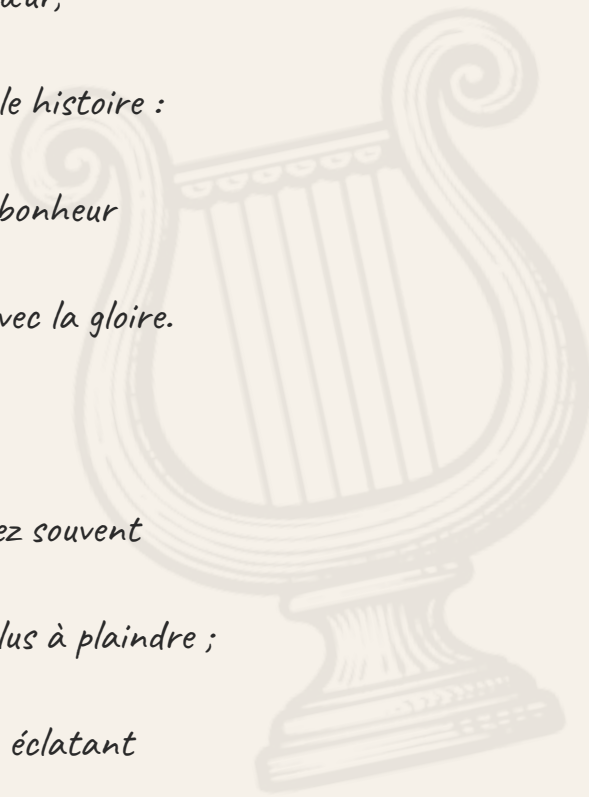 le histoire :
bonheur
vec la gloire.
ez souvent
lus à plaindre ;
éclatant